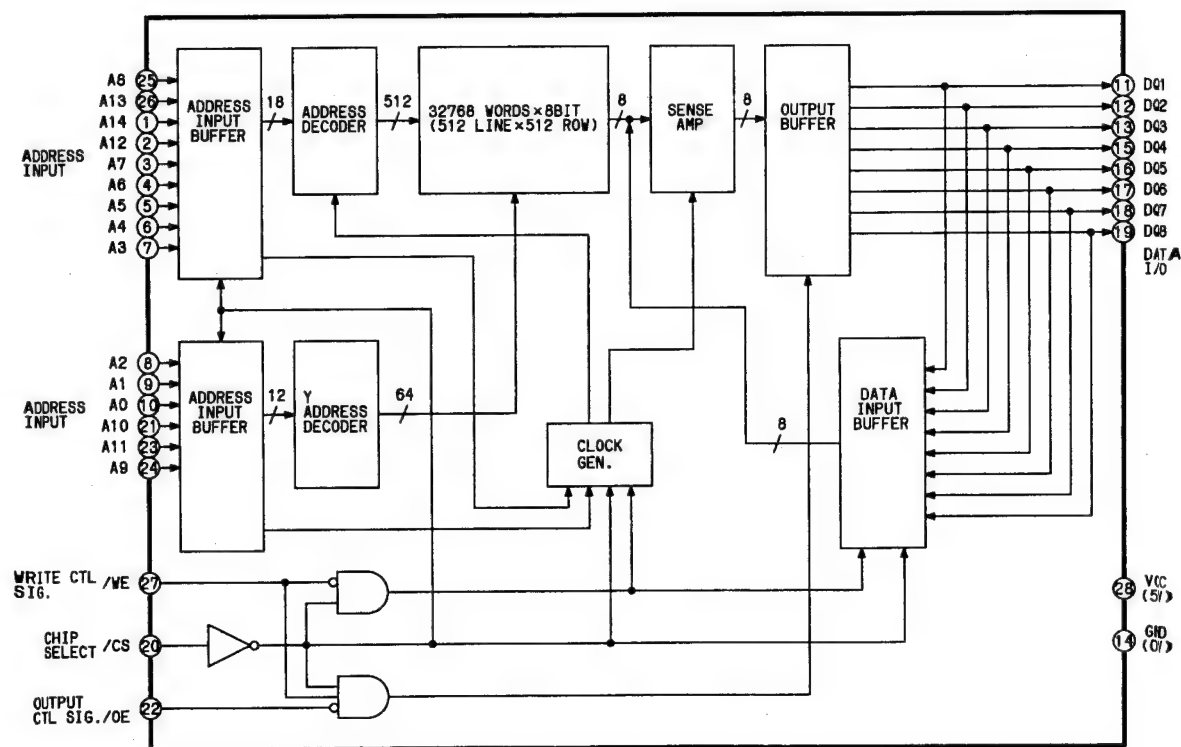 A8 25
A13 26
A14 1
A12 2
A7 3
A6 4
A5 5
A4 6
A3 7
ADDRESS
INPUT
ADDRESS
INPUT
BUFFER
18
ADDRESS
DECODER
512
32768 WORDS×8BIT
(512 LINE×512 ROW)
8
SENSE
AMP
8
OUTPUT
BUFFER
11 DQ1
12 DQ2
13 DQ3
15 DQ4
16 DQ5
17 DQ6
18 DQ7
19 DQ8
DATA
I/O
A2 8
A1 9
A0 10
A10 21
A11 23
A9 24
ADDRESS
INPUT
ADDRESS
INPUT
BUFFER
12
Y
ADDRESS
DECODER
64
CLOCK
GEN.
8
DATA
INPUT
BUFFER
WRITE CTL /WE 27
SIG.
CHIP
SELECT /CS 20
OUTPUT
CTL SIG./OE 22
28 VCC
(5V)
14 GND
(0V)